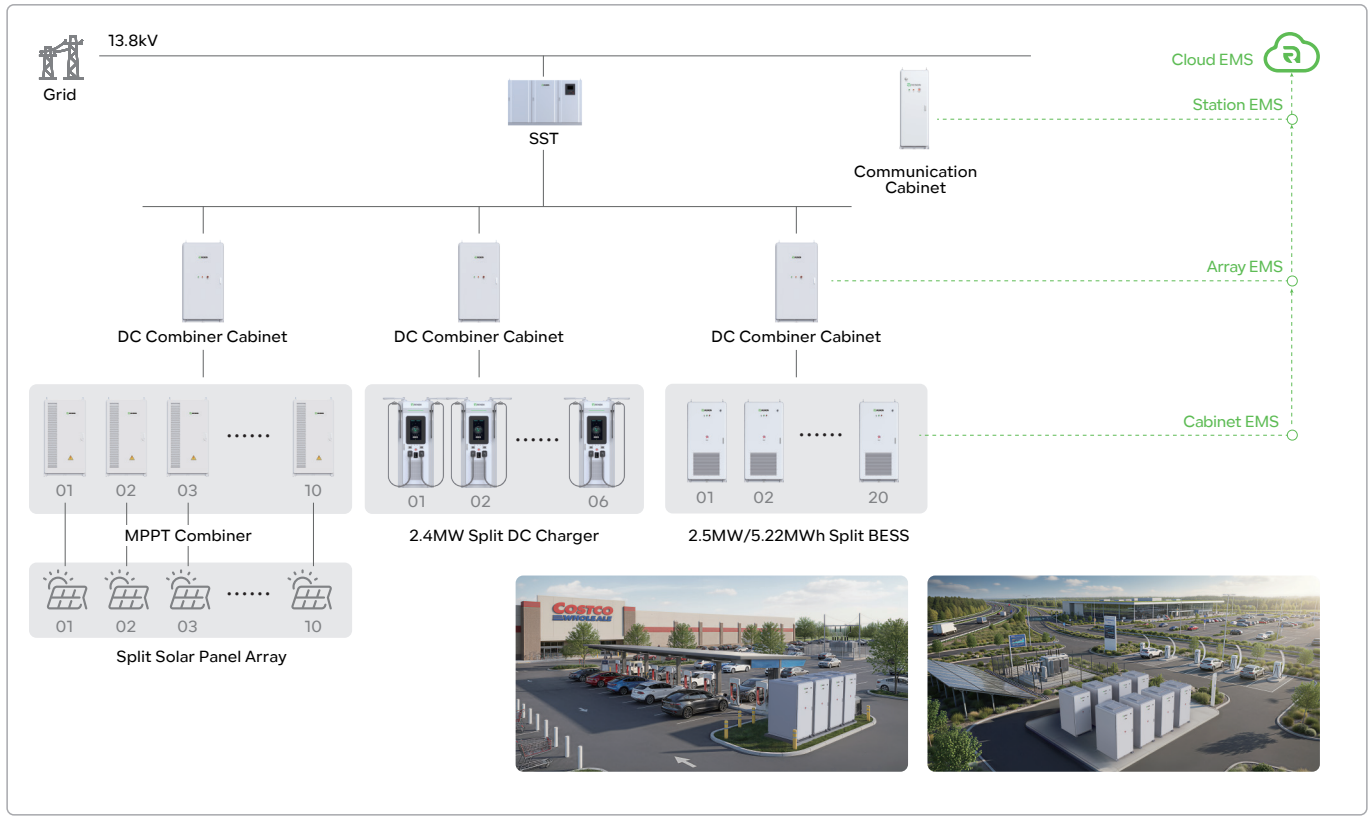 13.8kV
Grid
SST
Communication
Cabinet
Cloud EMS
Station EMS
Array EMS
Cabinet EMS
DC Combiner Cabinet
DC Combiner Cabinet
DC Combiner Cabinet
01 02 03 10
MPPT Combiner
01 02 06
2.4MW Split DC Charger
01 02 20
2.5MW/5.22MWh Split BESS
01 02 03 10
Split Solar Panel Array
COSTCO